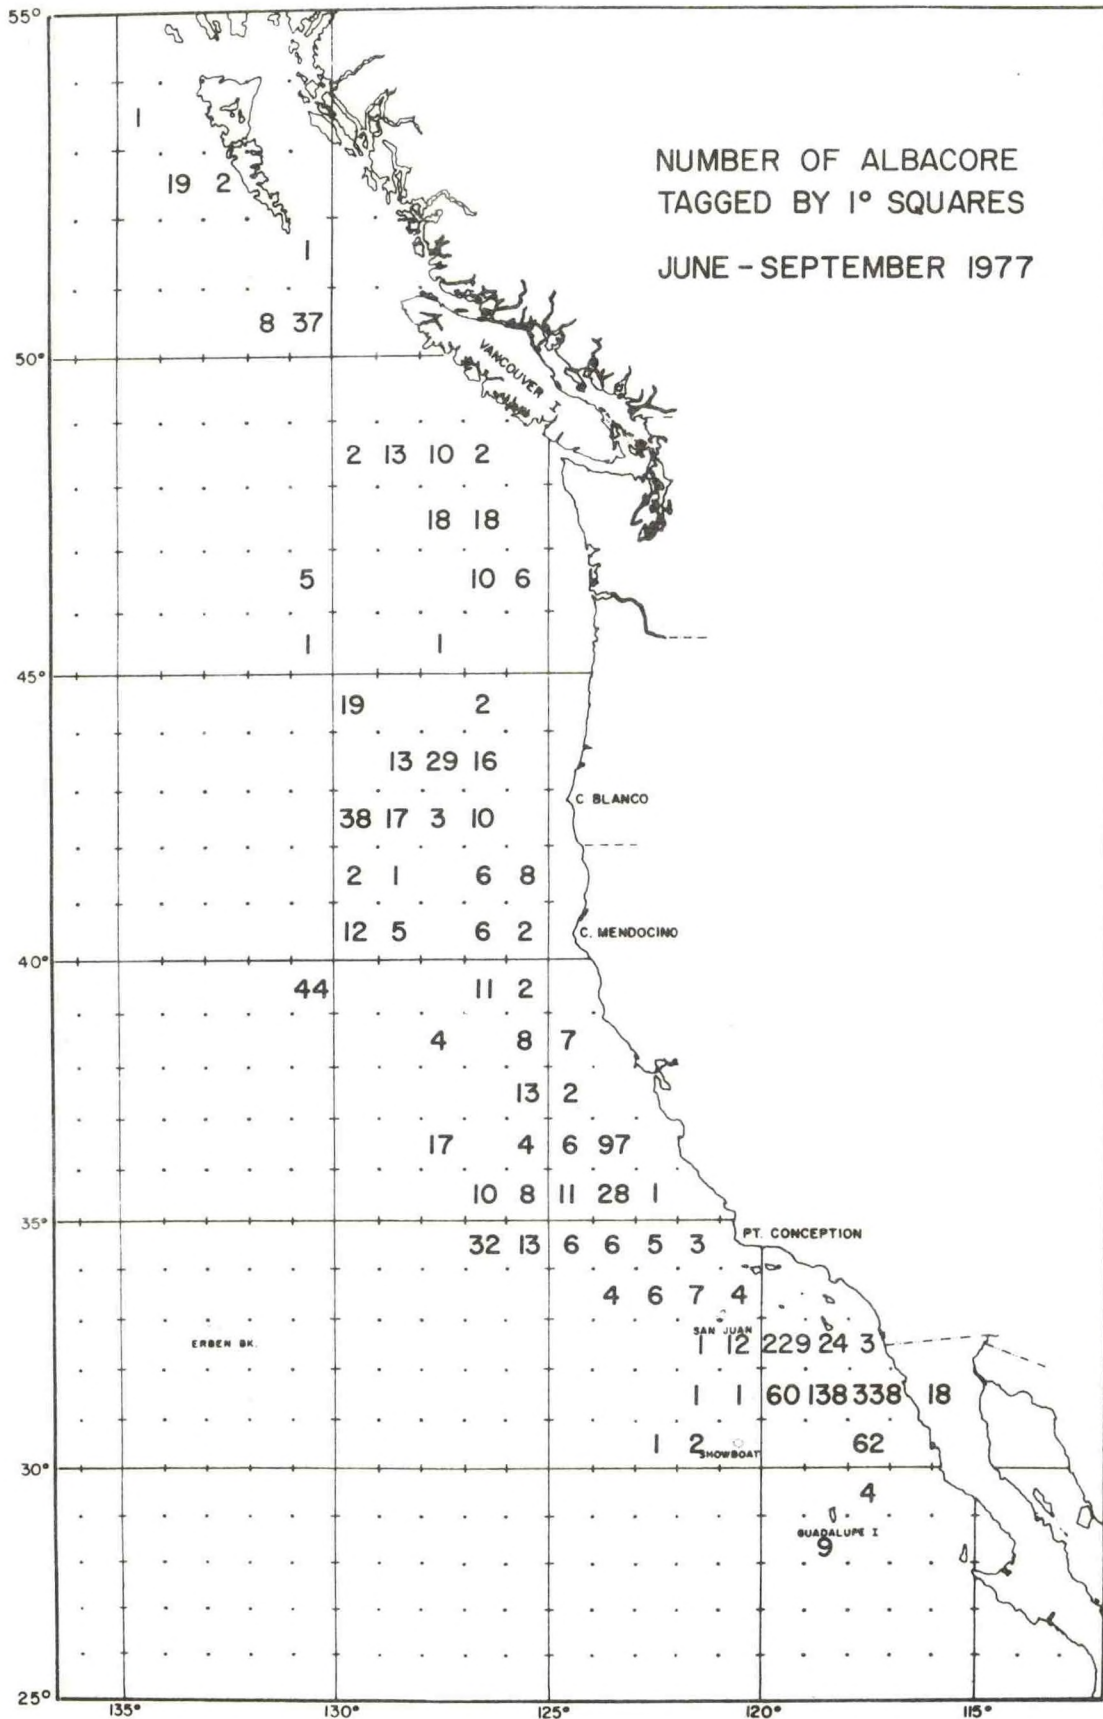 55°
NUMBER OF ALBACORE
TAGGED BY 1° SQUARES
JUNE - SEPTEMBER 1977
1
19 2
1
8 37
50°
VANCOUVER I
2 13 10 2
18 18
5 10 6
1 1
45°
19 2
13 29 16
C BLANCO
38 17 3 10
2 1 6 8
12 5 6 2 C. MENDOCINO
40°
44 11 2
4 8 7
13 2
17 4 6 97
10 8 11 28 1
35°
PT. CONCEPTION
32 13 6 6 5 3
4 6 7 4
SAN JUAN
ERBEN BK. 1 12 229 24 3
1 1 60 138 338 18
1 2 62
SHOWBOAT
30°
4
GUADALUPE I
9
25°
135° 130° 125° 120° 115°